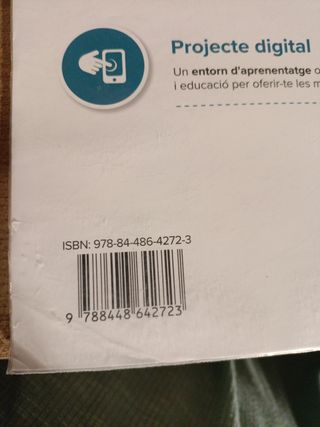 Projecte digital
Un entorn d'aprenentatge
i educació per oferir-te les
ISBN: 978-84-486-4272-3
9 788448 642723